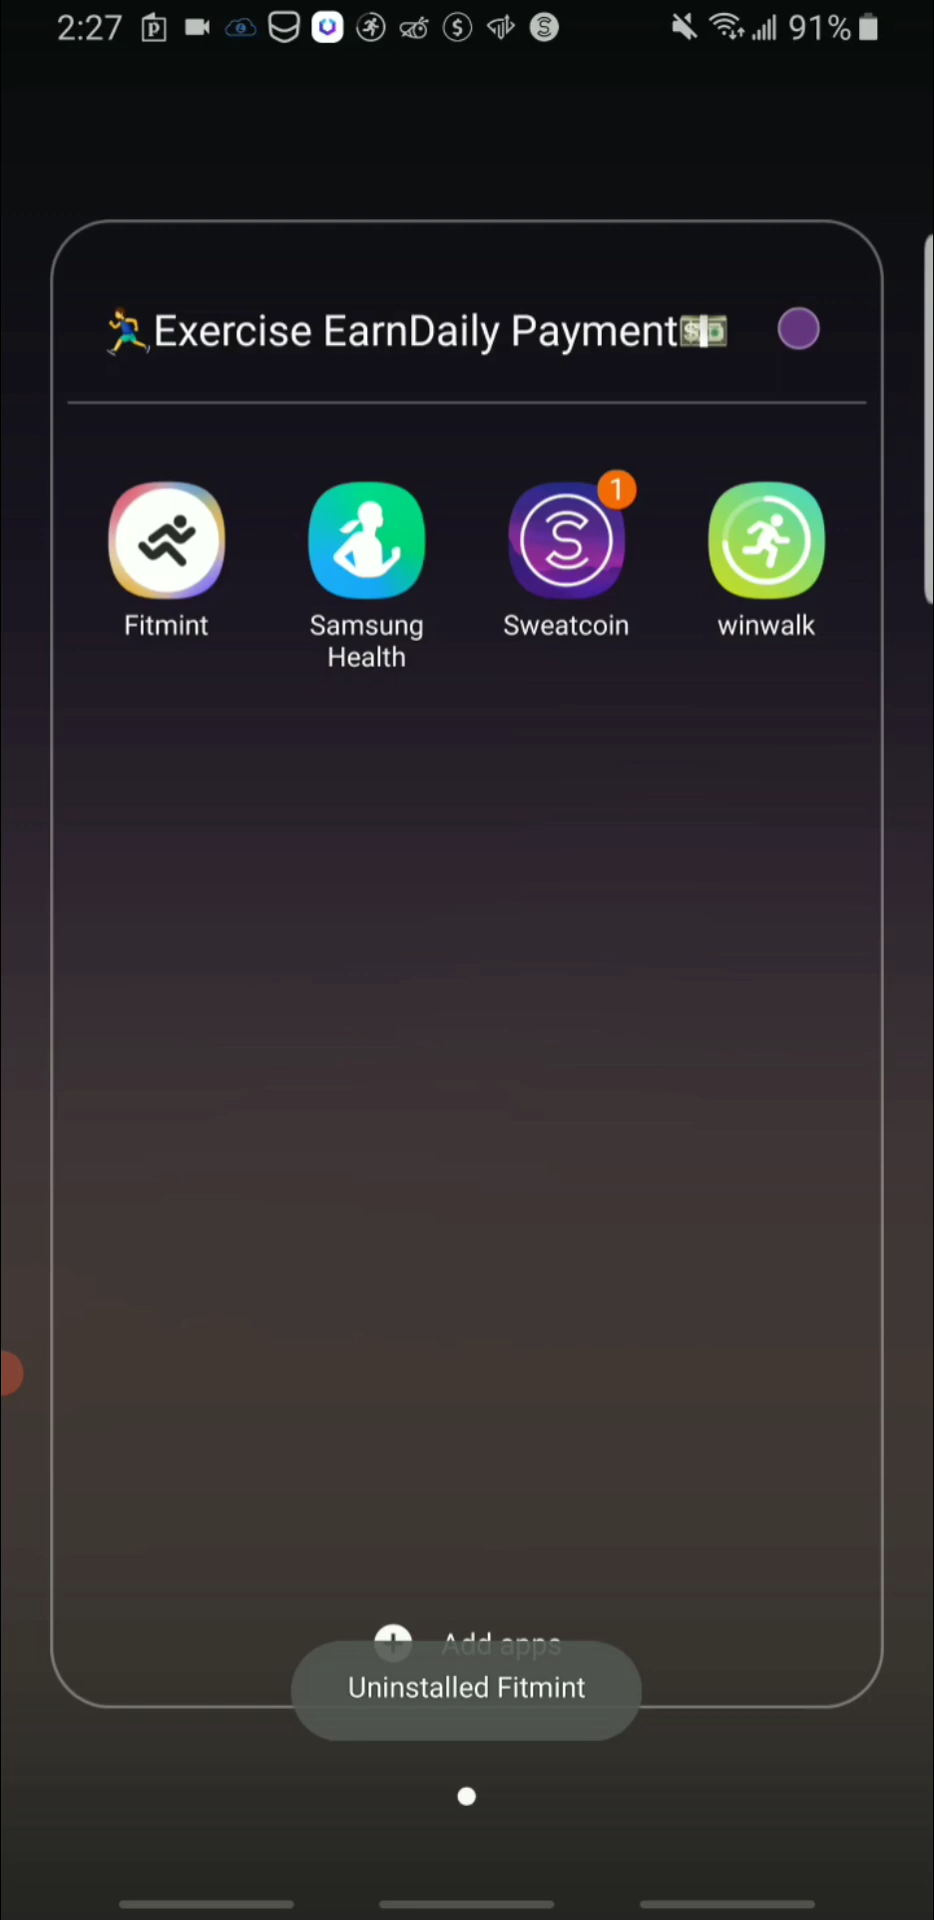 2:27
91%
🏃‍♂️Exercise EarnDaily Payment💵
1
Fitmint
Samsung Health
Sweatcoin
winwalk
Add apps
Uninstalled Fitmint